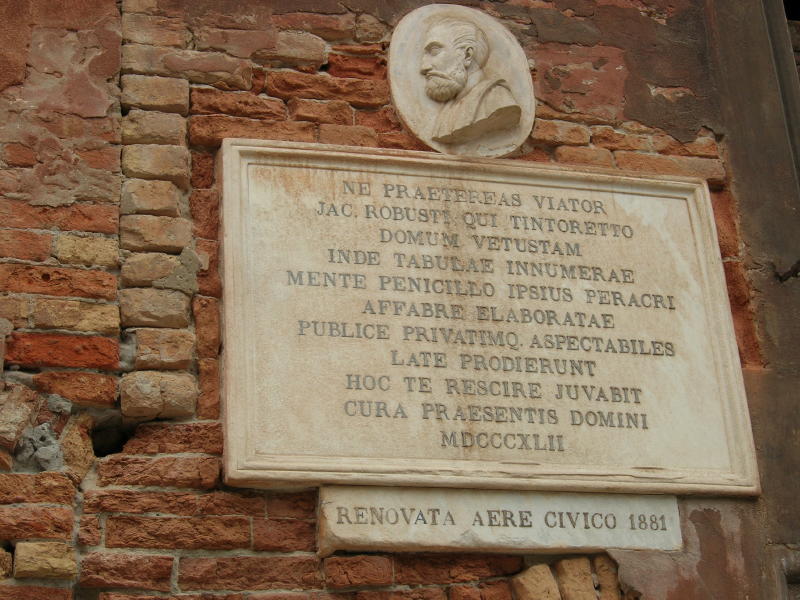 NE PRAETEREAS VIATOR
JAC. ROBUSTI QUI TINTORETTO
DOMUM VETUSTAM
INDE TABULAE INNUMERAE
MENTE PENICILLO IPSIUS PERACRI
AFFABRE ELABORATAE
PUBLICE PRIVATIMQ. ASPECTABILES
LATE PRODIERUNT
HOC TE RESCIRE JUVABIT
CURA PRAESENTIS DOMINI
MDCCCXLII
RENOVATA AERE CIVICO 1881